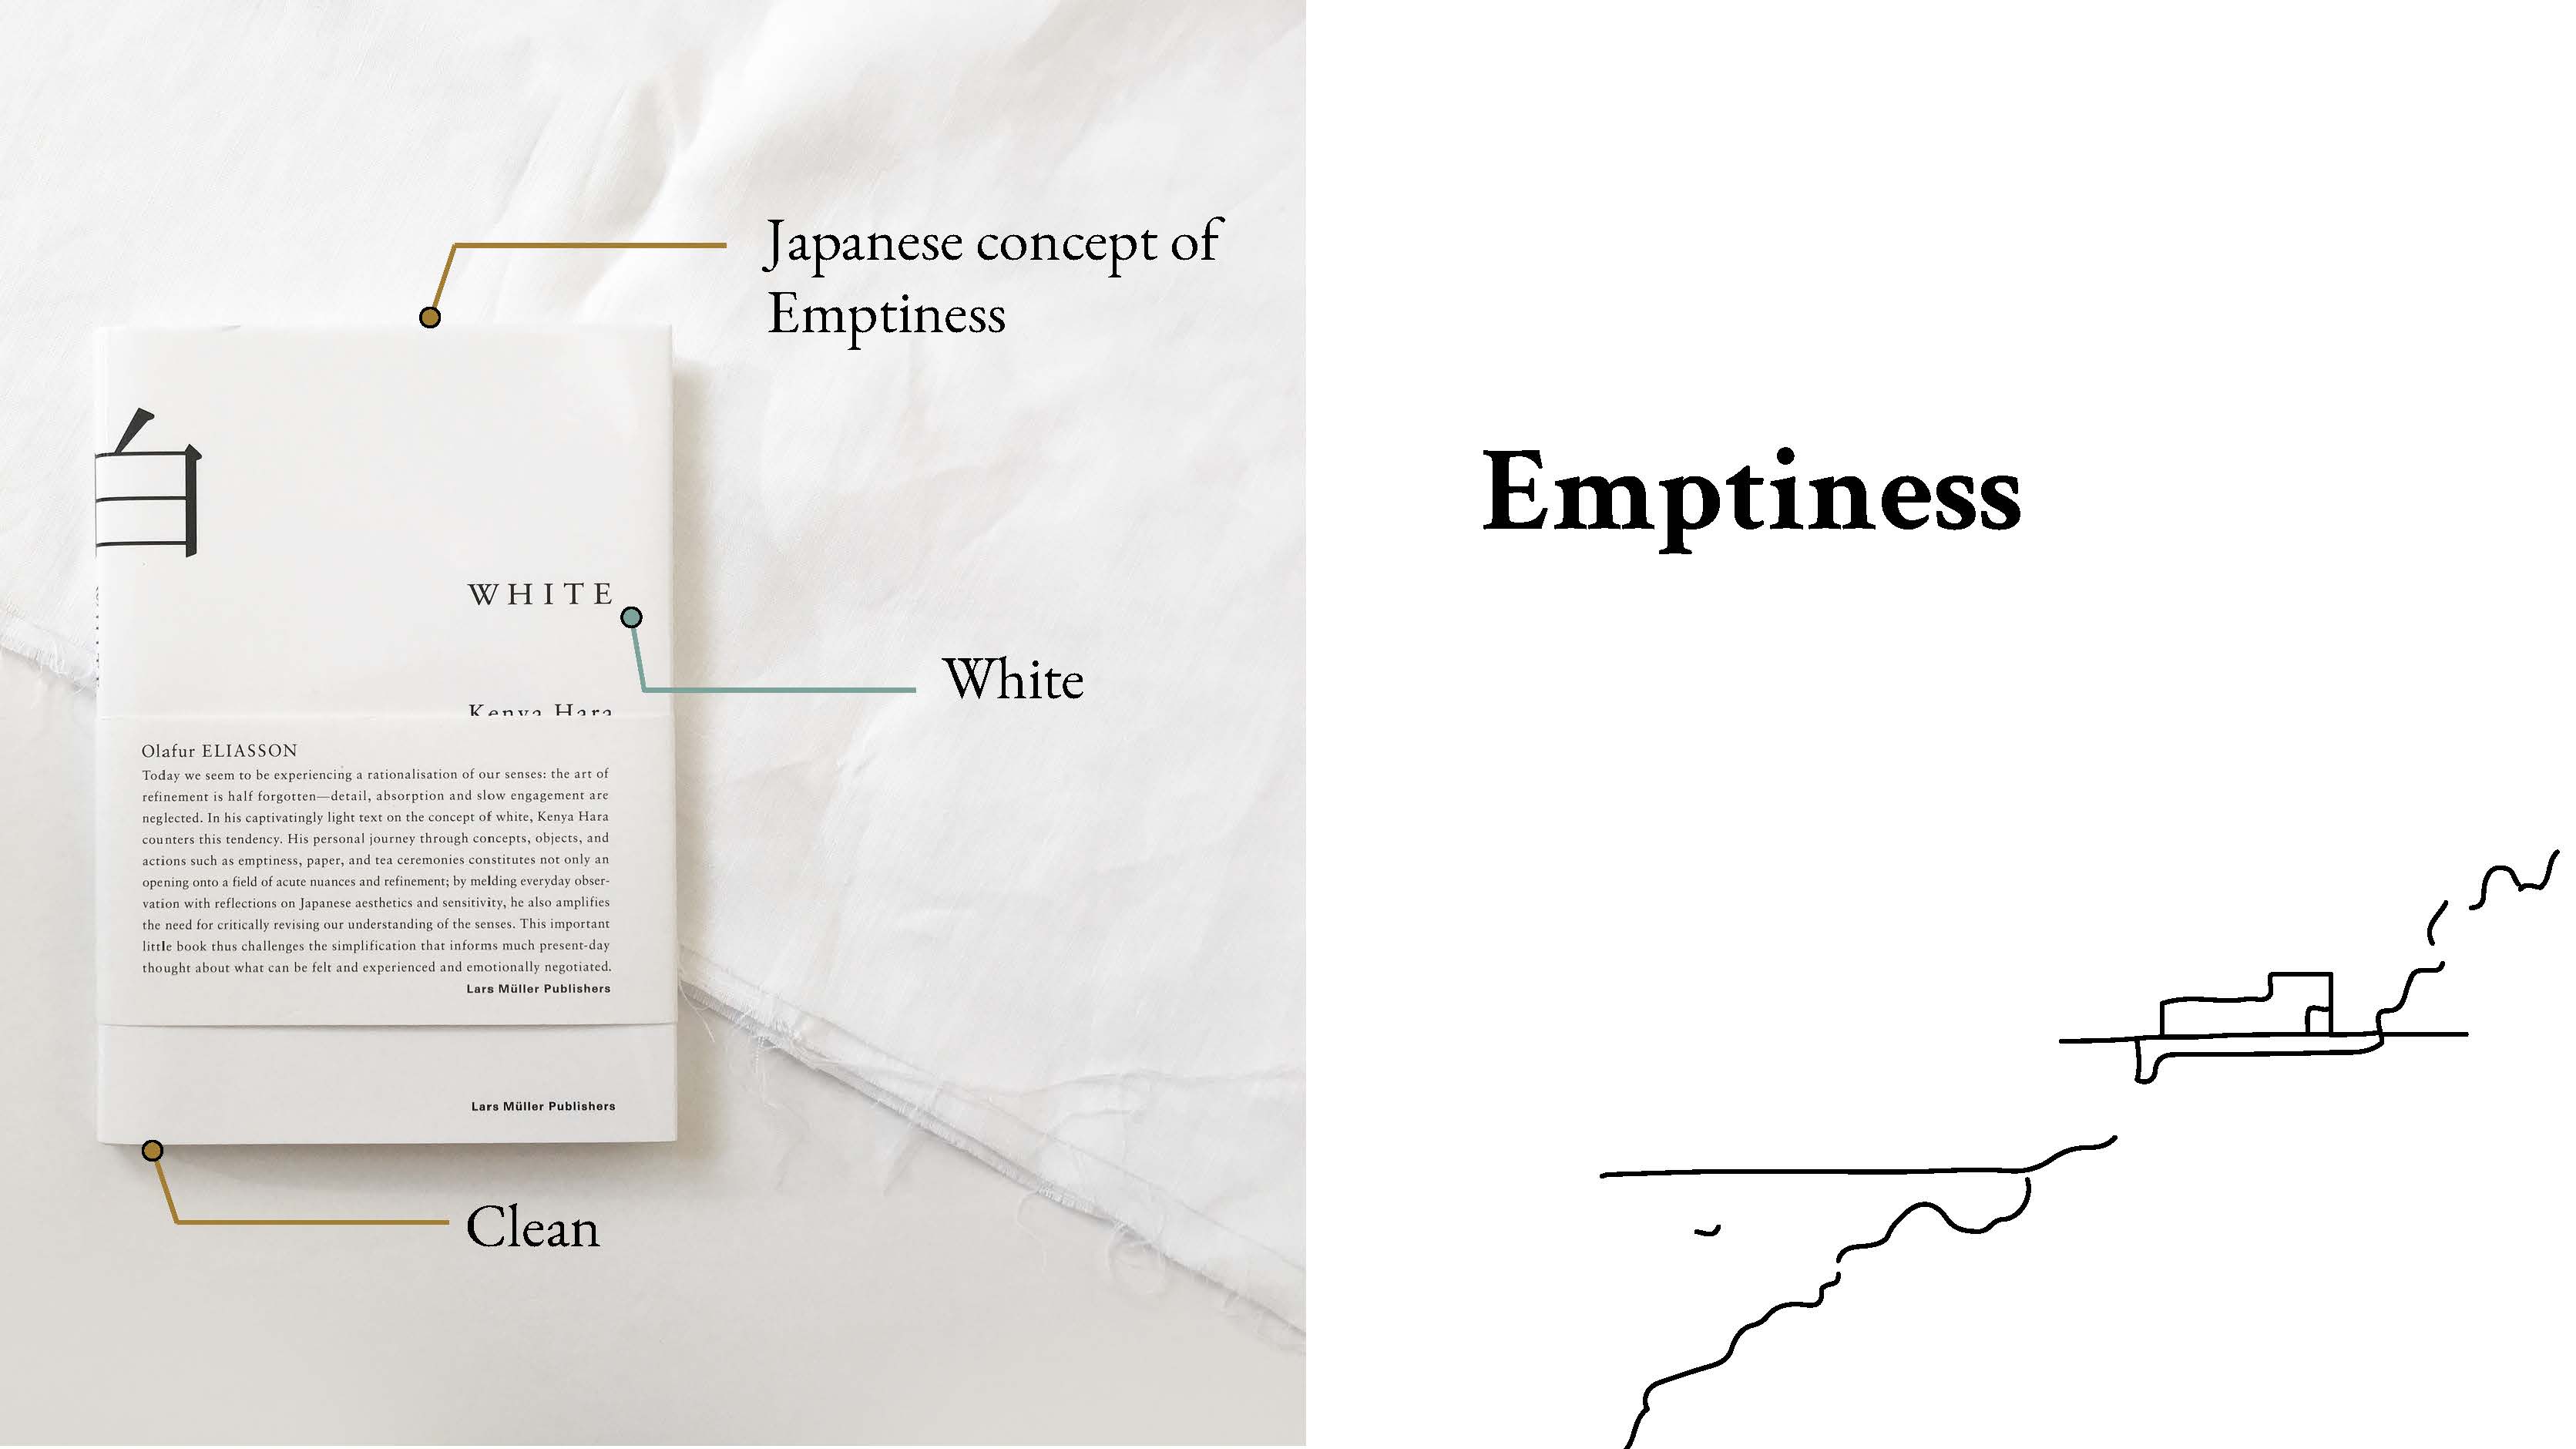 Japanese concept of
Emptiness
白
WHITE
White
Kenya Hara
Olafur ELIASSON
Today we seem to be experiencing a rationalisation of our senses: the art of
refinement is half forgotten—detail, absorption and slow engagement are
neglected. In his captivatingly light text on the concept of white, Kenya Hara
counters this tendency. His personal journey through concepts, objects, and
actions such as emptiness, paper, and tea ceremonies constitutes not only an
opening onto a field of acute nuances and refinement; by melding everyday obser-
vation with reflections on Japanese aesthetics and sensitivity, he also amplifies
the need for critically revising our understanding of the senses. This important
little book thus challenges the simplification that informs much present-day
thought about what can be felt and experienced and emotionally negotiated.
Lars Müller Publishers
Lars Müller Publishers
Clean
Emptiness